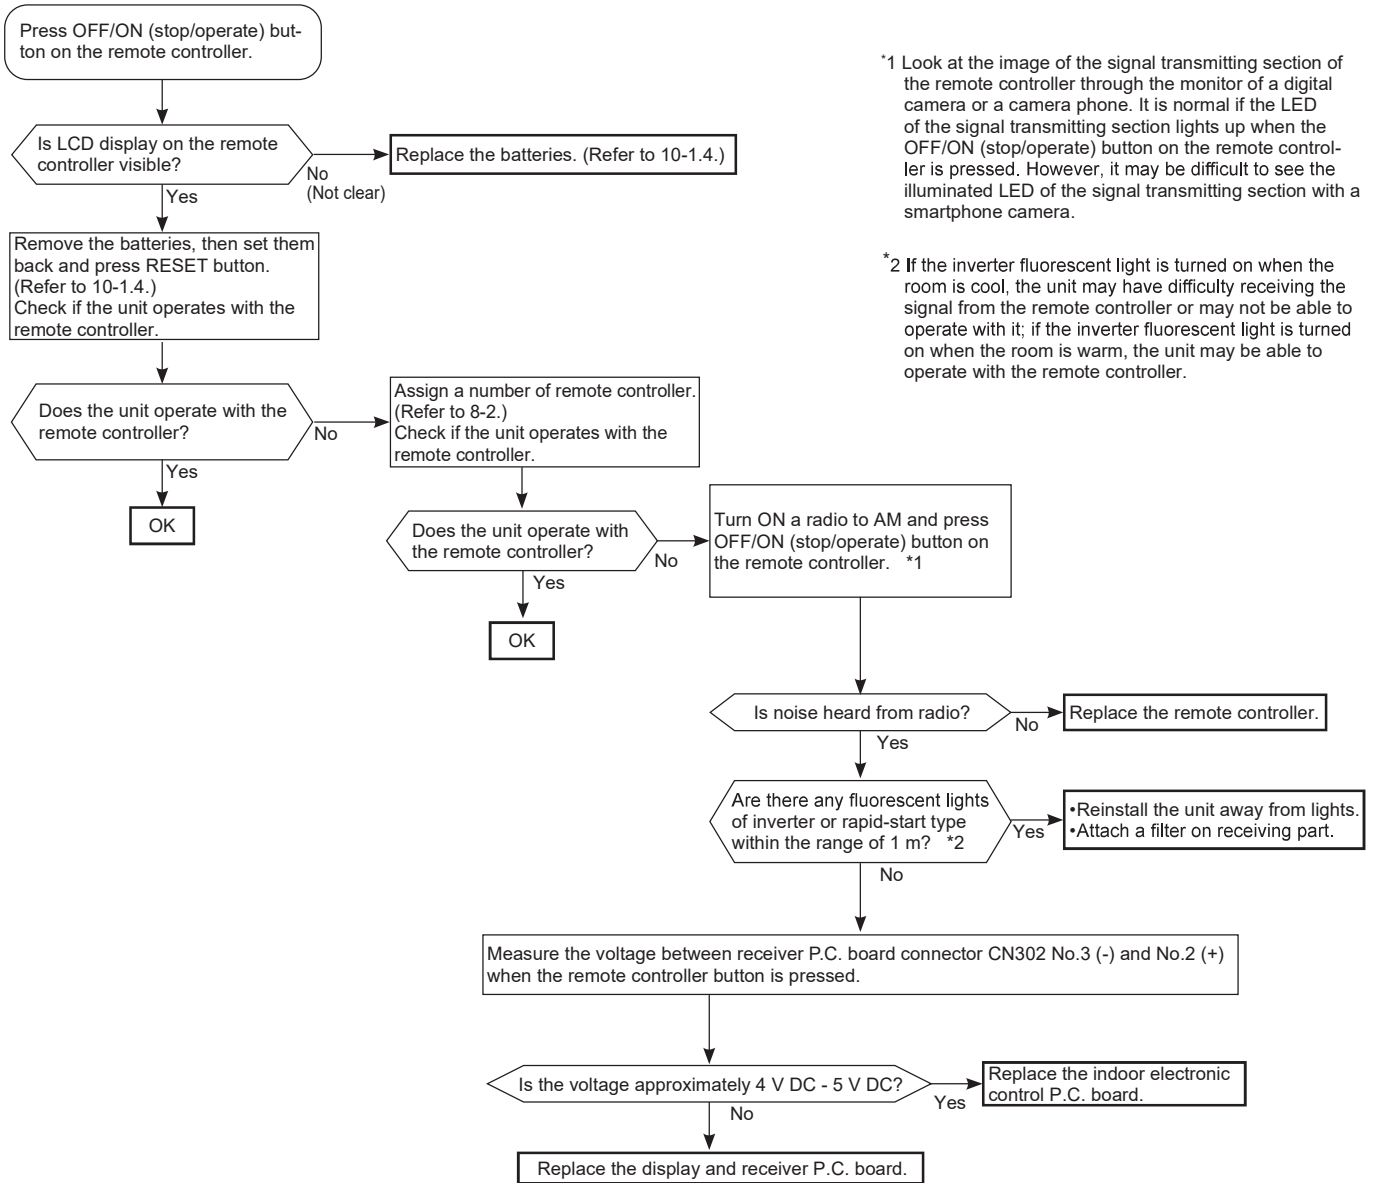 Press OFF/ON (stop/operate) but-
ton on the remote controller.
Is LCD display on the remote
controller visible?
No
(Not clear)
Replace the batteries. (Refer to 10-1.4.)
Yes
Remove the batteries, then set them
back and press RESET button.
(Refer to 10-1.4.)
Check if the unit operates with the
remote controller.
Does the unit operate with the
remote controller?
No
Yes
OK
Assign a number of remote controller.
(Refer to 8-2.)
Check if the unit operates with the
remote controller.
Does the unit operate with
the remote controller?
No
Yes
OK
Turn ON a radio to AM and press
OFF/ON (stop/operate) button on
the remote controller. *1
Is noise heard from radio?
No
Replace the remote controller.
Yes
Are there any fluorescent lights
of inverter or rapid-start type
within the range of 1 m? *2
Yes
•Reinstall the unit away from lights.
•Attach a filter on receiving part.
No
Measure the voltage between receiver P.C. board connector CN302 No.3 (-) and No.2 (+)
when the remote controller button is pressed.
Is the voltage approximately 4 V DC - 5 V DC?
Yes
Replace the indoor electronic
control P.C. board.
No
Replace the display and receiver P.C. board.
*1 Look at the image of the signal transmitting section of
the remote controller through the monitor of a digital
camera or a camera phone. It is normal if the LED
of the signal transmitting section lights up when the
OFF/ON (stop/operate) button on the remote control-
ler is pressed. However, it may be difficult to see the
illuminated LED of the signal transmitting section with a
smartphone camera.
*2 If the inverter fluorescent light is turned on when the
room is cool, the unit may have difficulty receiving the
signal from the remote controller or may not be able to
operate with it; if the inverter fluorescent light is turned
on when the room is warm, the unit may be able to
operate with the remote controller.